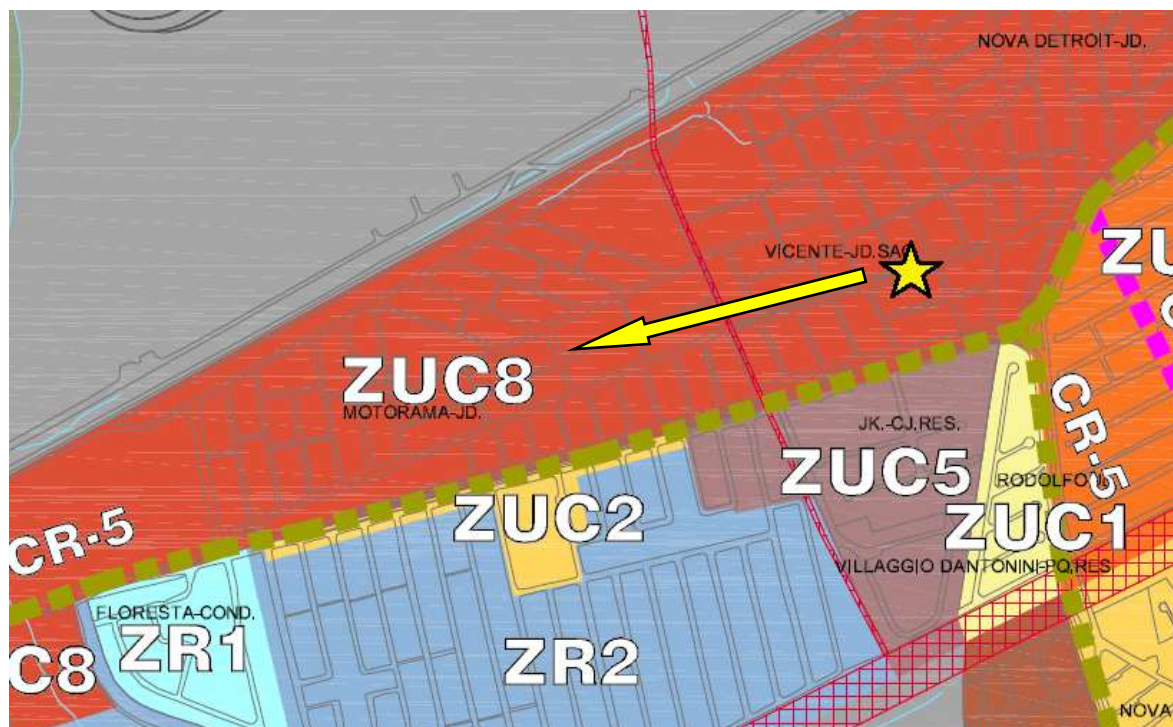 NOVA DETROIT-JD.
VICENTE-JD.SAO
ZU
ZUC8
MOTORAMA-JD.
CR-5
JK.-CJ.RES.
ZUC5
RODOLFO-J
ZUC2
ZUC1
CR-5
VILLAGGIO DANTONINI-PQ.RES.
FLORESTA-COND.
ZR1
ZR2
C8
NOVA